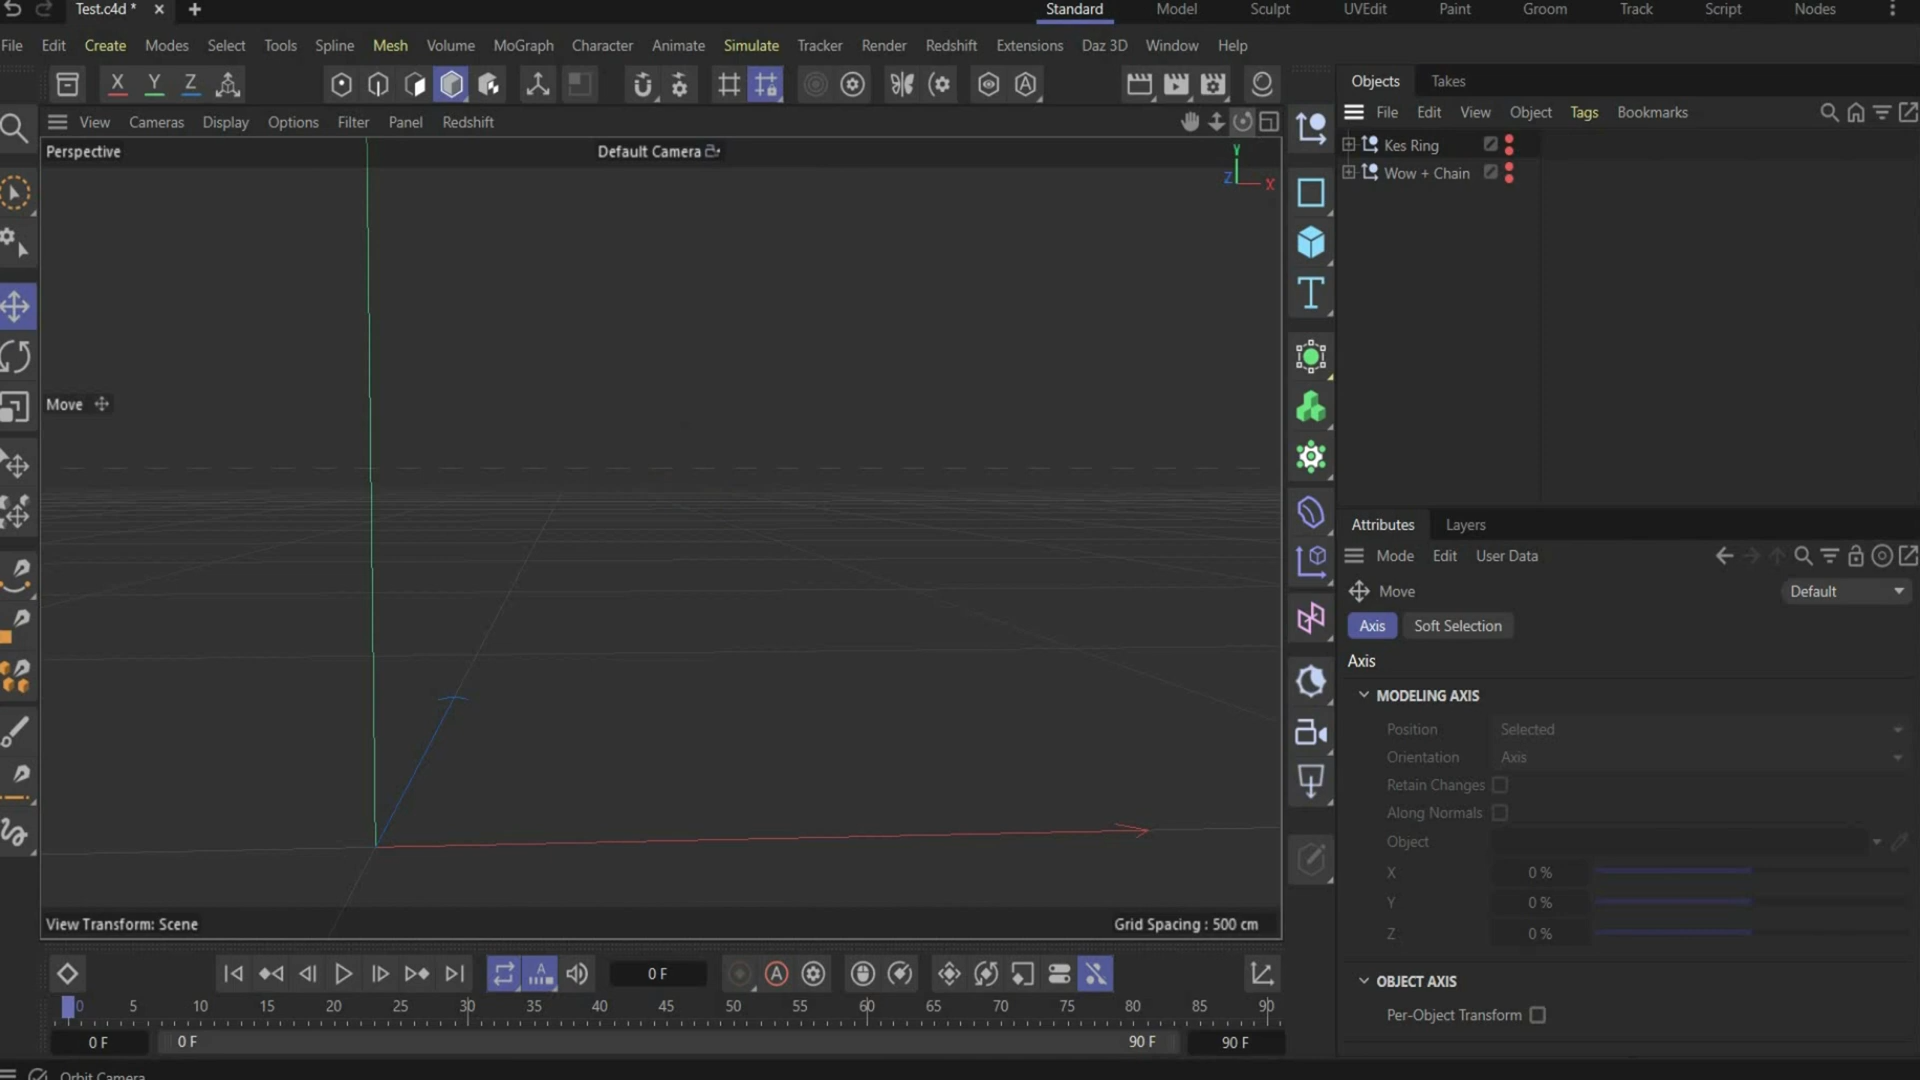 Test.c4d *
Standard Model Sculpt UVEdit Paint Groom Track Script Nodes
File Edit Create Modes Select Tools Spline Mesh Volume MoGraph Character Animate Simulate Tracker Render Redshift Extensions Daz 3D Window Help
X Y Z
Objects Takes
File Edit View Object Tags Bookmarks
View Cameras Display Options Filter Panel Redshift
Perspective
Default Camera
Y
Z X
Kes Ring
Wow + Chain
Move
Attributes Layers
Mode Edit User Data
Move
Default
Axis Soft Selection
Axis
MODELING AXIS
Position Selected
Orientation Axis
Retain Changes
Along Normals
Object
X 0 %
Y 0 %
Z 0 %
OBJECT AXIS
Per-Object Transform
View Transform: Scene
Grid Spacing : 500 cm
0 F
0 5 10 15 20 25 30 35 40 45 50 55 60 65 70 75 80 85 90
0 F 0 F 90 F 90 F
Orbit Camera